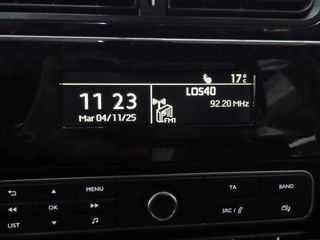 17°c
LOS40
11 23
92.20 MHz
FM1
Mar 04/11/25
MENU
TA
BAND
OK
SRC /
LIST